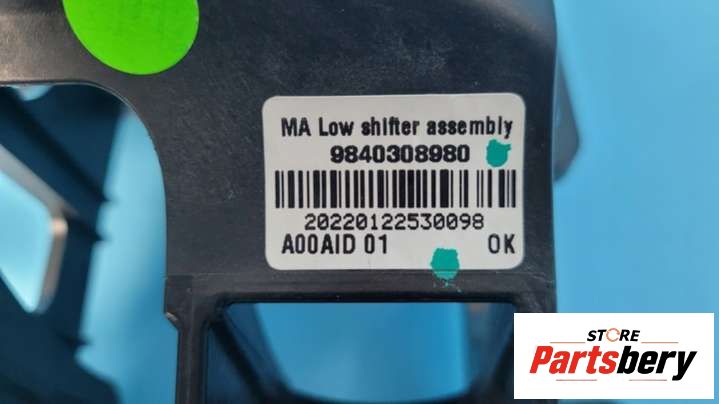 MA Low shifter assembly
9840308980
20220122530098
A00AID 01 OK
STORE
Partsbery